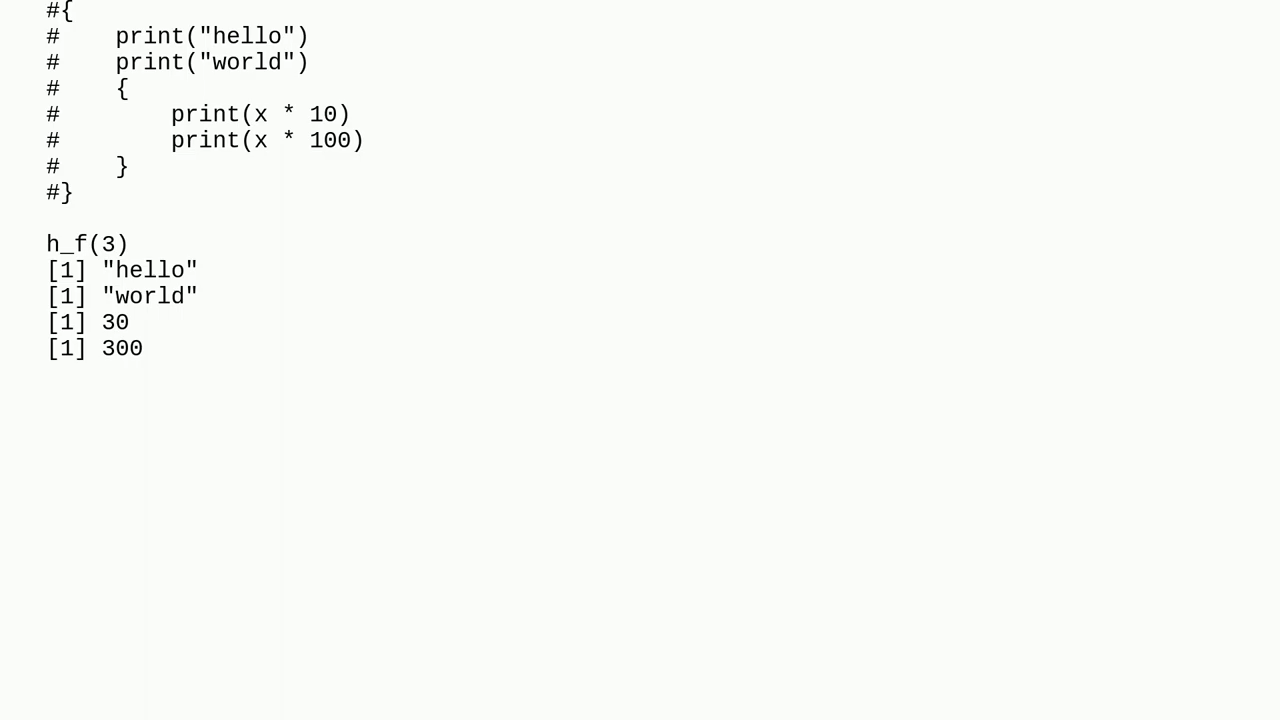 #{
#    print("hello")
#    print("world")
#    {
#        print(x * 10)
#        print(x * 100)
#    }
#}

h_f(3)
[1] "hello"
[1] "world"
[1] 30
[1] 300